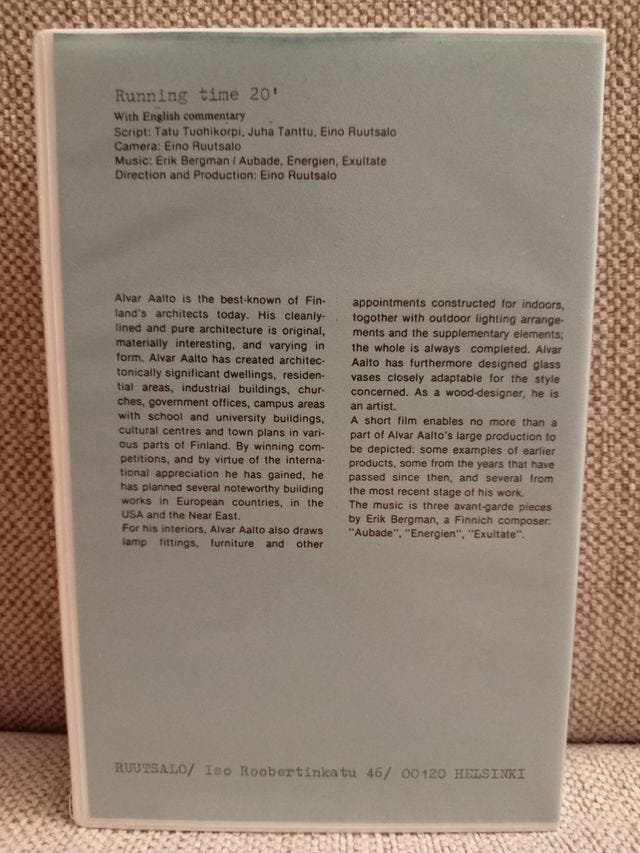 Running time 20'
With English commentary
Script: Tatu Tuohikorpi, Juha Tanttu, Eino Ruutsalo
Camera: Eino Ruutsalo
Music: Erik Bergman / Aubade, Energien, Exultate
Direction and Production: Eino Ruutsalo
Alvar Aalto is the best-known of Fin-
land's architects today. His cleanly-
lined and pure architecture is original,
materially interesting, and varying in
form. Alvar Aalto has created architec-
tonically significant dwellings, residen-
tial areas, industrial buildings, chur-
ches, government offices, campus areas
with school and university buildings,
cultural centres and town plans in vari-
ous parts of Finland. By winning com-
petitions, and by virtue of the interna-
tional appreciation he has gained, he
has planned several noteworthy building
works in European countries, in the
USA and the Near East.
For his interiors, Alvar Aalto also draws
lamp fittings, furniture and other
appointments constructed for indoors,
together with outdoor lighting arrange-
ments and the supplementary elements;
the whole is always completed. Alvar
Aalto has furthermore designed glass
vases closely adaptable for the style
concerned. As a wood-designer, he is
an artist.
A short film enables no more than a
part of Alvar Aalto's large production to
be depicted: some examples of earlier
products, some from the years that have
passed since then, and several from
the most recent stage of his work.
The music is three avant-garde pieces
by Erik Bergman, a Finnich composer:
"Aubade", "Energien", "Exultate".
RUUTSALO/ Iso Roobertinkatu 46/ 00120 HELSINKI